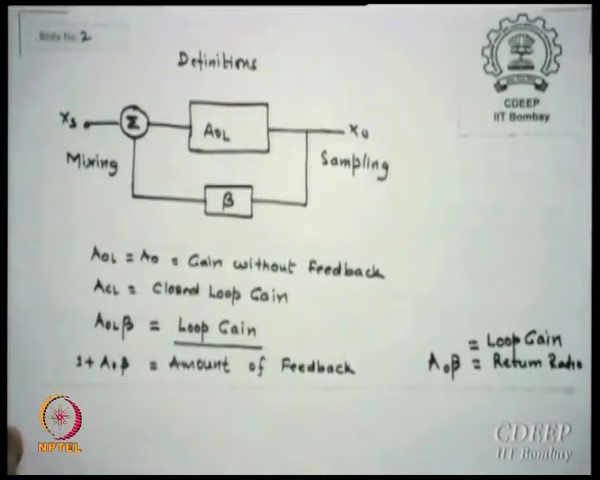 Slide No. 2
Definitions
CDEEP
IIT Bombay
Xs
Σ
AOL
Xo
Mixing
Sampling
β
AOL = AO = Gain without Feedback
ACL = Closed Loop Gain
AOLβ = Loop Gain
1 + AOβ = Amount of Feedback
= Loop Gain
Aoβ = Return Ratio
NPTEL
CDEEP
IIT Bombay